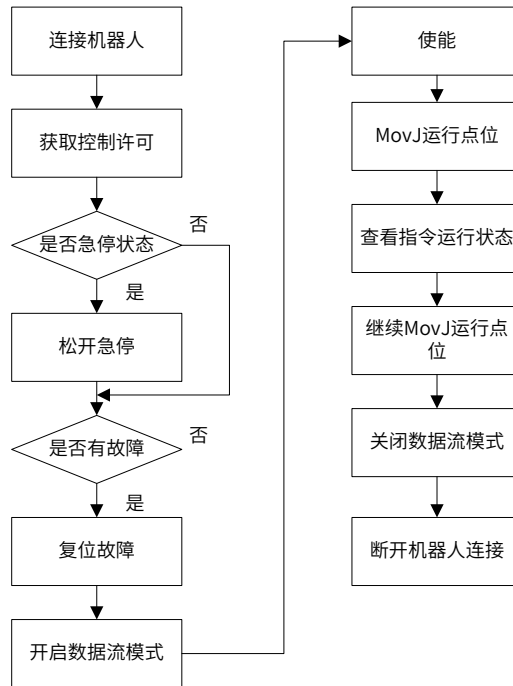 连接机器人
获取控制许可
是否急停状态
否
是
松开急停
是否有故障
否
是
复位故障
开启数据流模式
使能
MovJ运行点位
查看指令运行状态
继续MovJ运行点
位
关闭数据流模式
断开机器人连接